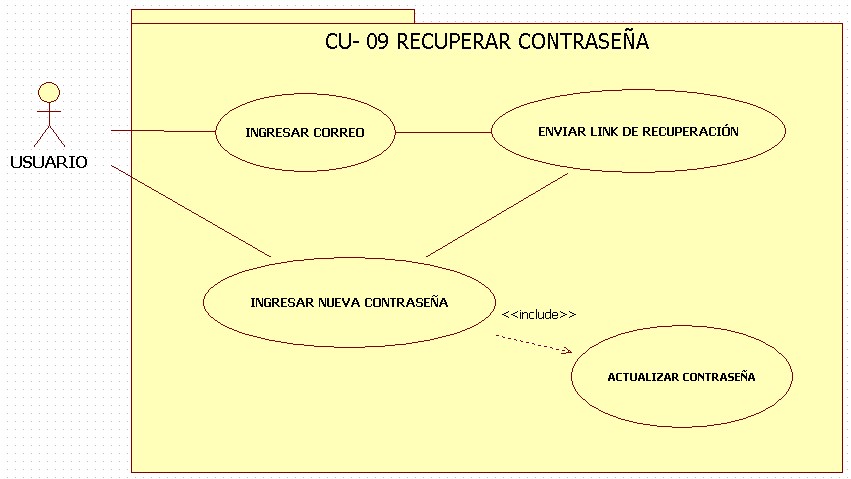 CU- 09 RECUPERAR CONTRASEÑA
INGRESAR CORREO
ENVIAR LINK DE RECUPERACIÓN
USUARIO
INGRESAR NUEVA CONTRASEÑA
<<include>>
ACTUALIZAR CONTRASEÑA